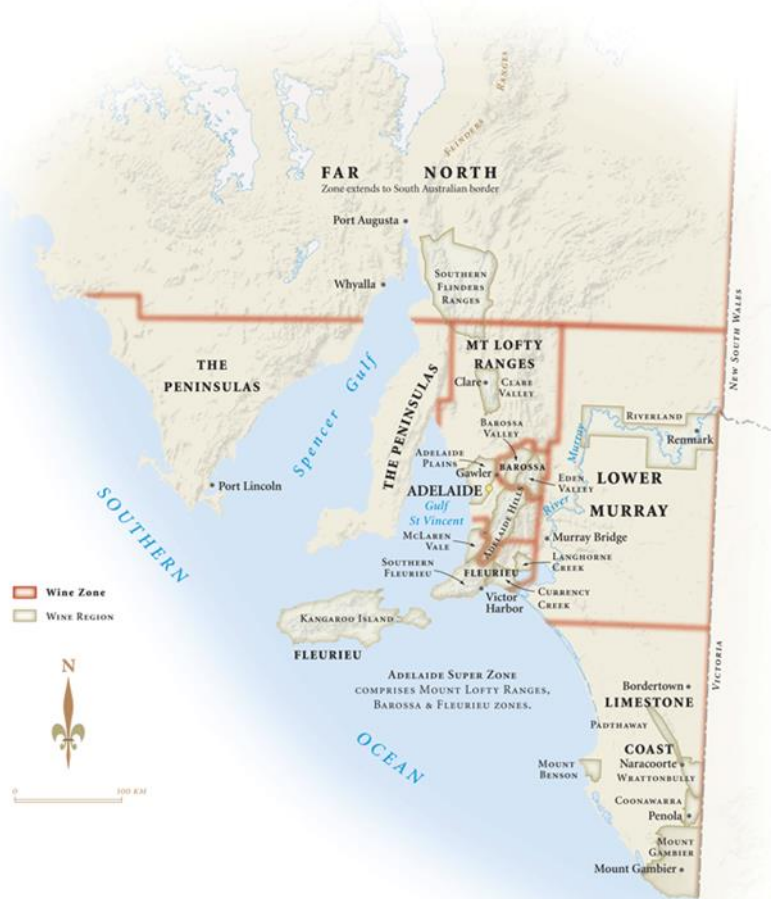 FLINDERS RANGES
FAR NORTH
Zone extends to South Australian border
Port Augusta
Whyalla
SOUTHERN
FLINDERS
RANGES
NEW SOUTH WALES
THE
PENINSULAS
Spencer Gulf
THE PENINSULAS
MT LOFTY
RANGES
Clare
CLARE
VALLEY
BAROSSA
VALLEY
RIVERLAND
Renmark
Murray
River
ADELAIDE
PLAINS
Gawler
BAROSSA
EDEN
VALLEY
LOWER
MURRAY
ADELAIDE
Gulf
St Vincent
ADELAIDE HILLS
Port Lincoln
McLAREN
VALE
Murray Bridge
SOUTHERN
FLEURIEU
FLEURIEU
LANGHORNE
CREEK
Victor
Harbor
CURRENCY
CREEK
SOUTHERN
WINE ZONE
WINE REGION
KANGAROO ISLAND
FLEURIEU
ADELAIDE SUPER ZONE
COMPRISES MOUNT LOFTY RANGES,
BAROSSA & FLEURIEU ZONES.
VICTORIA
N
OCEAN
0 100 KM
Bordertown
LIMESTONE
PADTHAWAY
COAST
Naracoorte
WRATTONBULLY
MOUNT
BENSON
COONAWARRA
Penola
MOUNT
GAMBIER
Mount Gambier